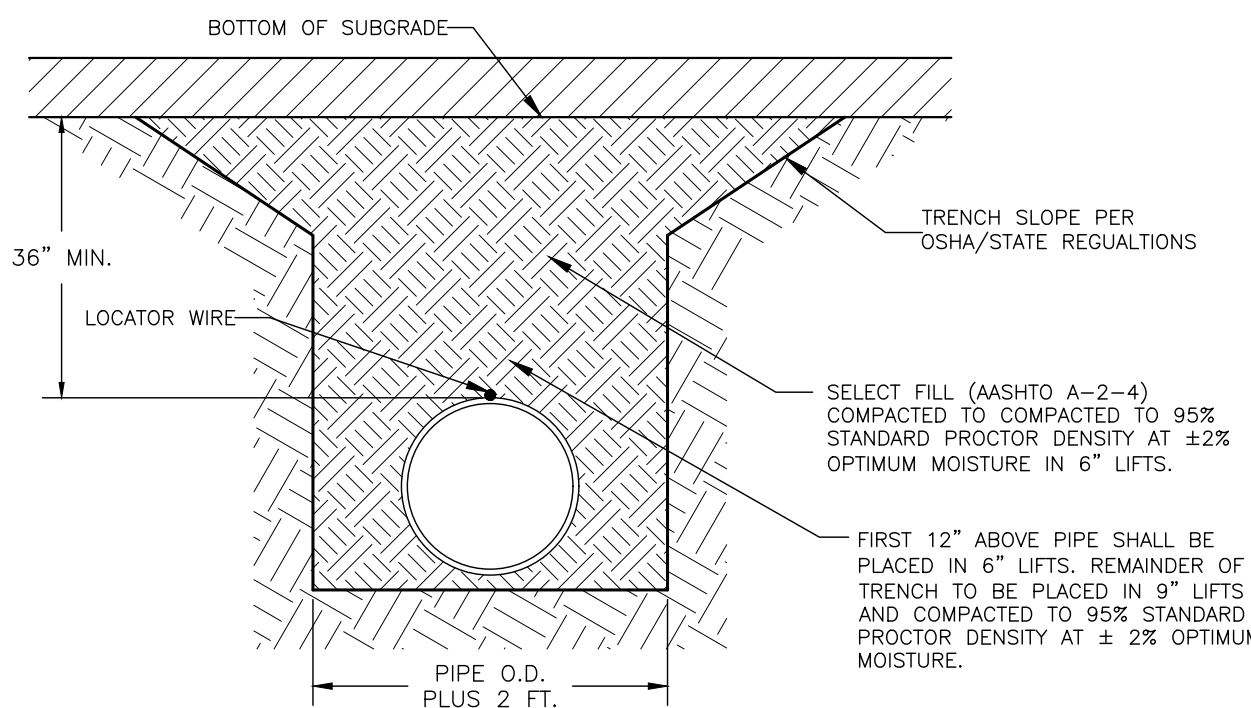 BOTTOM OF SUBGRADE
TRENCH SLOPE PER
OSHA/STATE REGUALTIONS
36” MIN.
LOCATOR WIRE
SELECT FILL (AASHTO A-2-4)
COMPACTED TO COMPACTED TO 95%
STANDARD PROCTOR DENSITY AT ±2%
OPTIMUM MOISTURE IN 6” LIFTS.
FIRST 12” ABOVE PIPE SHALL BE
PLACED IN 6” LIFTS. REMAINDER OF
TRENCH TO BE PLACED IN 9” LIFTS
AND COMPACTED TO 95% STANDARD
PROCTOR DENSITY AT ± 2% OPTIMUM
MOISTURE.
PIPE O.D.
PLUS 2 FT.